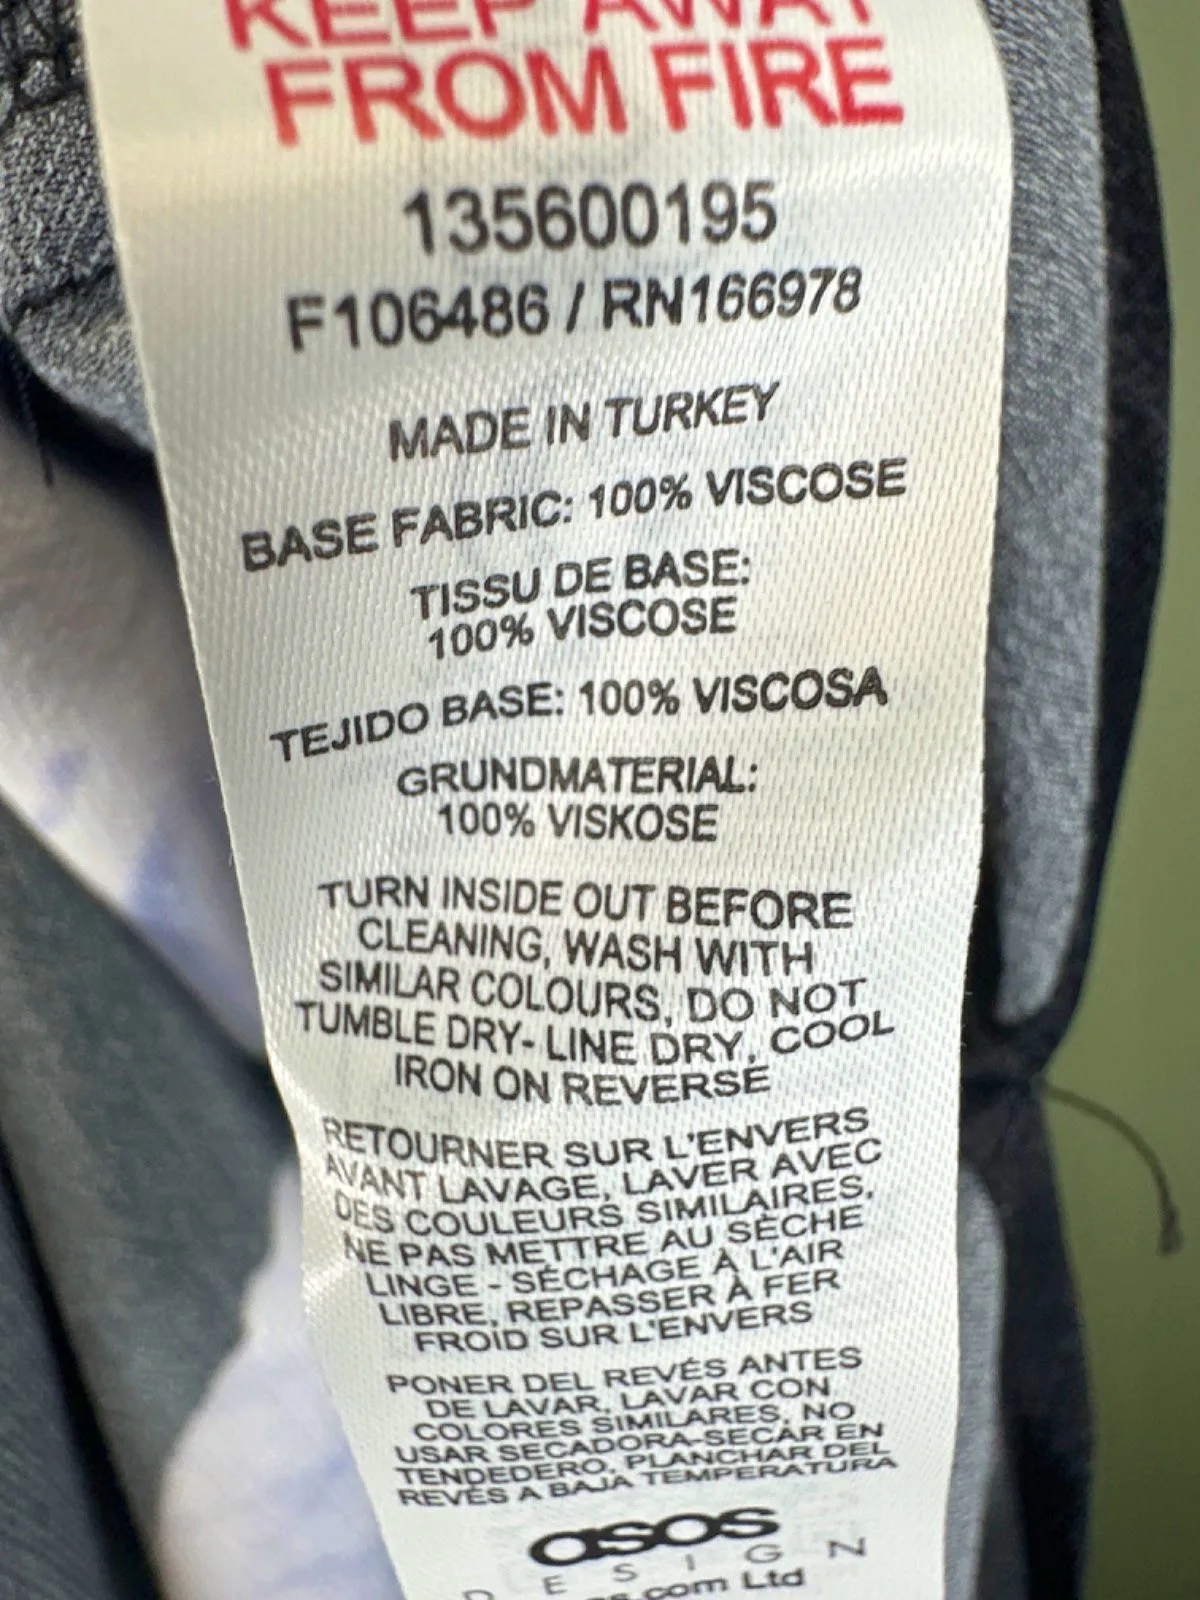 KEEP AWAY
FROM FIRE
135600195
F106486 / RN166978
MADE IN TURKEY
BASE FABRIC: 100% VISCOSE
TISSU DE BASE:
100% VISCOSE
TEJIDO BASE: 100% VISCOSA
GRUNDMATERIAL:
100% VISKOSE
TURN INSIDE OUT BEFORE
CLEANING, WASH WITH
SIMILAR COLOURS, DO NOT
TUMBLE DRY- LINE DRY, COOL
IRON ON REVERSE
RETOURNER SUR L'ENVERS
AVANT LAVAGE, LAVER AVEC
DES COULEURS SIMILAIRES,
NE PAS METTRE AU SÈCHE
LINGE - SÉCHAGE À L'AIR
LIBRE, REPASSER À FER
FROID SUR L'ENVERS
PONER DEL REVÉS ANTES
DE LAVAR, LAVAR CON
COLORES SIMILARES, NO
USAR SECADORA-SECAR EN
TENDEDERO, PLANCHAR DEL
REVÉS A BAJA TEMPERATURA
asos
DESIGN
s.com Ltd